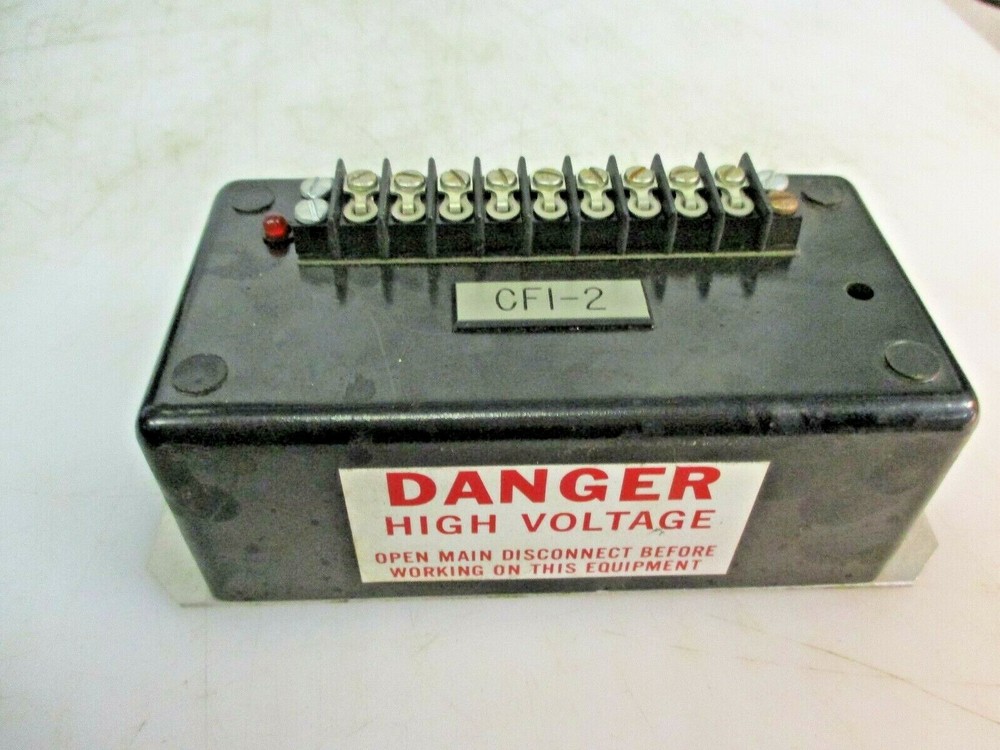 CFI-2
DANGER
HIGH VOLTAGE
OPEN MAIN DISCONNECT BEFORE
WORKING ON THIS EQUIPMENT